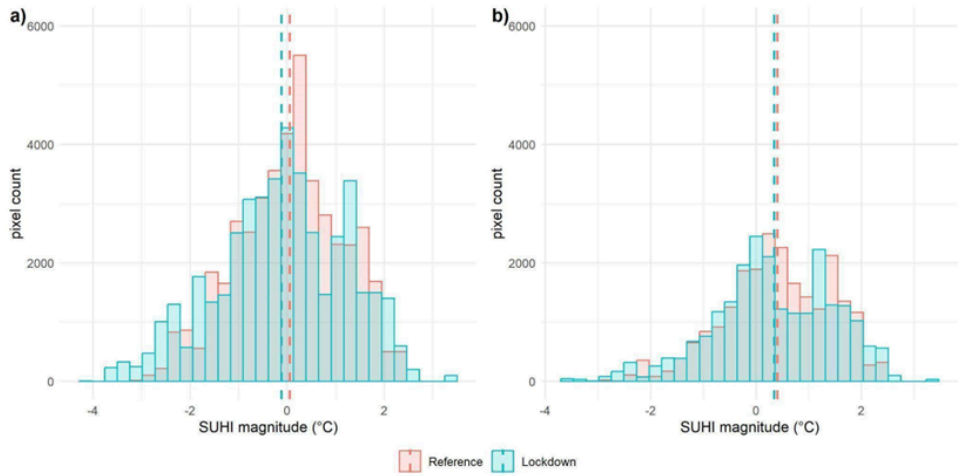 a)
6000
4000
2000
0
pixel count
-4
-2
0
2
SUHI magnitude (°C)
b)
6000
4000
2000
0
pixel count
-4
-2
0
2
SUHI magnitude (°C)
Reference
Lockdown